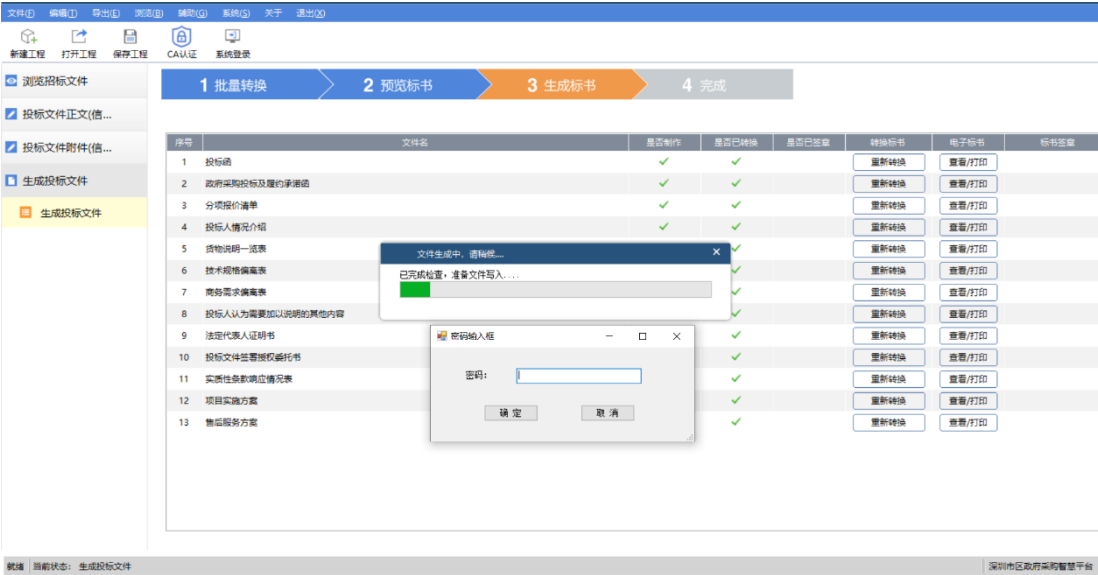 文件(F) 编辑(T) 导出(E) 浏览(B) 辅助(G) 系统(S) 关于 退出(X)
新建工程 打开工程 保存工程 CA认证 系统登录
浏览招标文件
投标文件正文(信...
投标文件附件(信...
生成投标文件
生成投标文件
1 批量转换 2 预览标书 3 生成标书 4 完成
序号 文件名 是否制作 是否已转换 是否已签章 转换标书 电子标书 标书签章
1 投标函 重新转换 查看/打印
2 政府采购投标及履约承诺函 重新转换 查看/打印
3 分项报价清单 重新转换 查看/打印
4 投标人情况介绍 重新转换 查看/打印
5 货物说明一览表 重新转换 查看/打印
6 技术规格偏离表 重新转换 查看/打印
7 商务需求偏离表 重新转换 查看/打印
8 投标人认为需要加以说明的其他内容 重新转换 查看/打印
9 法定代表人证明书 重新转换 查看/打印
10 投标文件签署授权委托书 重新转换 查看/打印
11 实质性条款响应情况表 重新转换 查看/打印
12 项目实施方案 重新转换 查看/打印
13 售后服务方案 重新转换 查看/打印
文件生成中，请稍候....
已完成检查，准备文件写入....
密码输入框
密码：
确定 取消
就绪 当前状态： 生成投标文件 深圳市区政府采购智慧平台